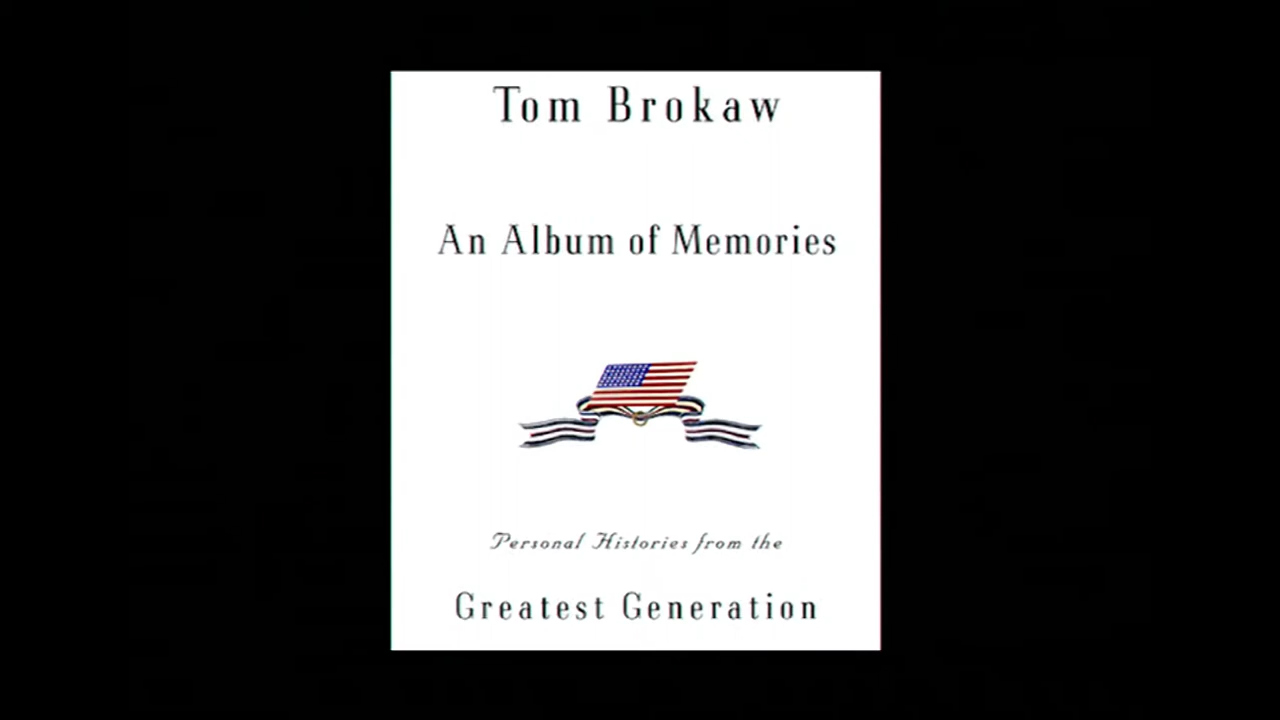 Tom Brokaw
An Album of Memories
Personal Histories from the
Greatest Generation